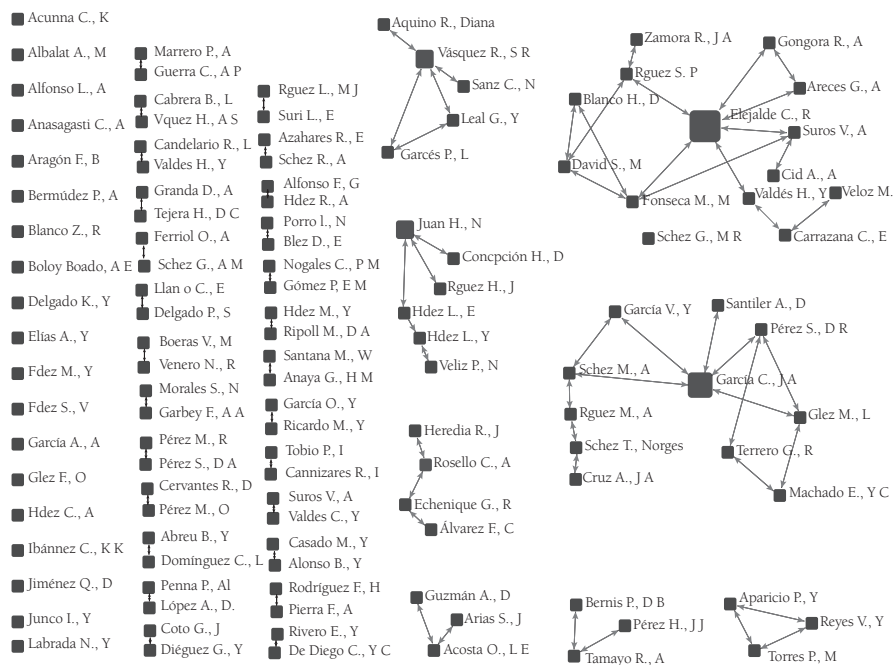 Acunna C., K
Albalat A., M
Alfonso L., A
Anasagasti C., A
Aragón F., B
Bermúdez P., A
Blanco Z., R
Boloy Boado, A E
Delgado K., Y
Elías A., Y
Fdez M., Y
Fdez S., V
García A., A
Glez F., O
Hdez C., A
Ibánnez C., K K
Jiménez Q., D
Junco I., Y
Labrada N., Y
Marrero P., A
Guerra C., A P
Cabrera B., L
Vquez H., A S
Candelario R., L
Valdes H., Y
Granda D., A
Tejera H., D C
Ferriol O., A
Schez G., A M
Llan o C., E
Delgado P., S
Boeras V., M
Venero N., R
Morales S., N
Garbey F., A A
Pérez M., R
Pérez S., D A
Cervantes R., D
Pérez M., O
Abreu B., Y
Domínguez C., L
Penna P., Al
López A., D.
Coto G., J
Diéguez G., Y
Rguez L., M J
Suri L., E
Azahares R., E
Schez R., A
Alfonso F., G
Hdez R., A
Porro l., N
Blez D., E
Nogales C., P M
Gómez P., E M
Hdez M., Y
Ripoll M., D A
Santana M., W
Anaya G., H M
García O., Y
Ricardo M., Y
Tobio P., I
Cannizares R., I
Suros V., A
Valdes C., Y
Casado M., Y
Alonso B., Y
Rodríguez F., H
Pierra F., A
Rivero E., Y
De Diego C., Y C
Aquino R., Diana
Vásquez R., S R
Sanz C., N
Leal G., Y
Garcés P., L
Juan H., N
Concpción H., D
Rguez H., J
Hdez L., E
Hdez L., Y
Veliz P., N
Heredia R., J
Rosello C., A
Echenique G., R
Álvarez F., C
Guzmán A., D
Arias S., J
Acosta O., L E
Zamora R., J A
Gongora R., A
Rguez S. P
Areces G., A
Blanco H., D
Elejalde C., R
Suros V., A
David S., M
Cid A., A
Fonseca M., M
Valdés H., Y
Veloz M.
Schez G., M R
Carrazana C., E
García V., Y
Santiler A., D
Pérez S., D R
Schez M., A
García C., J A
Rguez M., A
Glez M., L
Schez T., Norges
Terrero G., R
Cruz A., J A
Machado E., Y C
Bernis P., D B
Pérez H., J J
Tamayo R., A
Aparicio P., Y
Reyes V., Y
Torres P., M